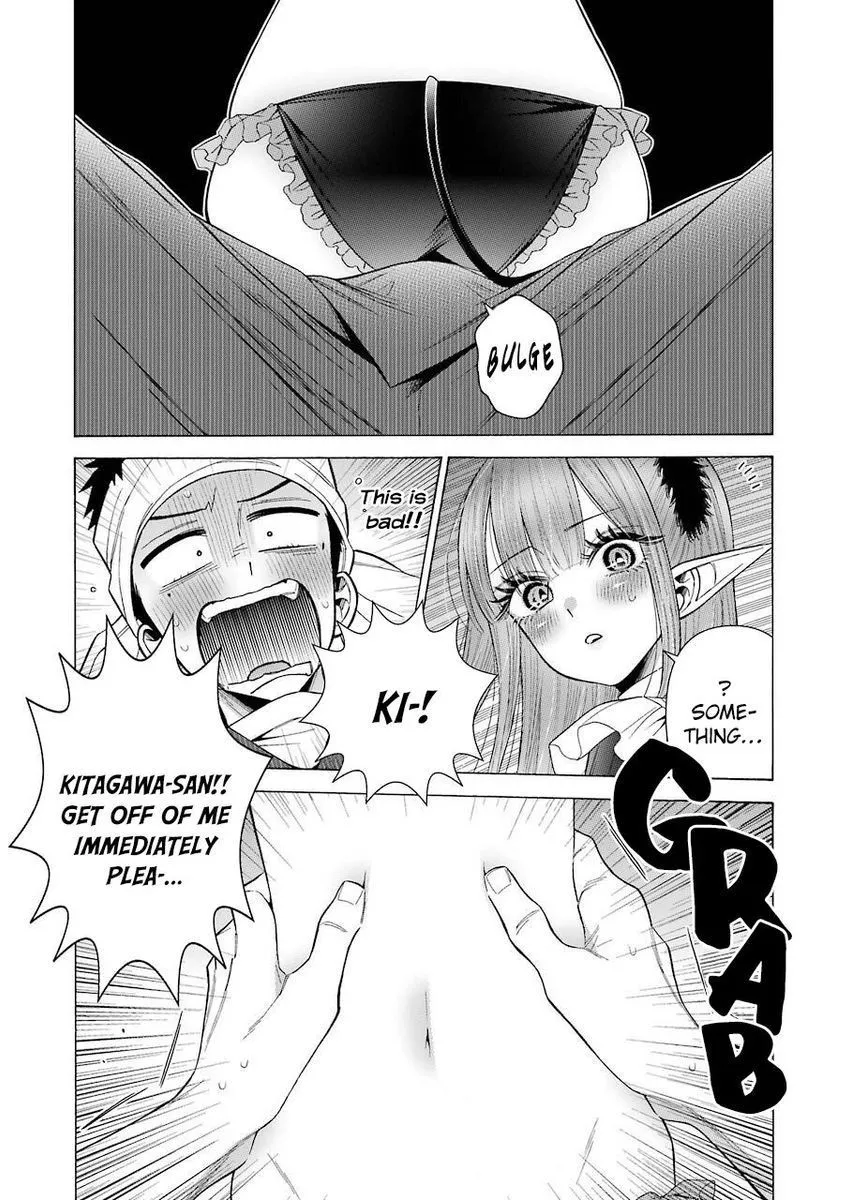 BULGE
?
SOME-
THING...
This is
bad!!
KI-!
KITAGAWA-SAN!!
GET OFF OF ME
IMMEDIATELY
PLEA-...
GRAB